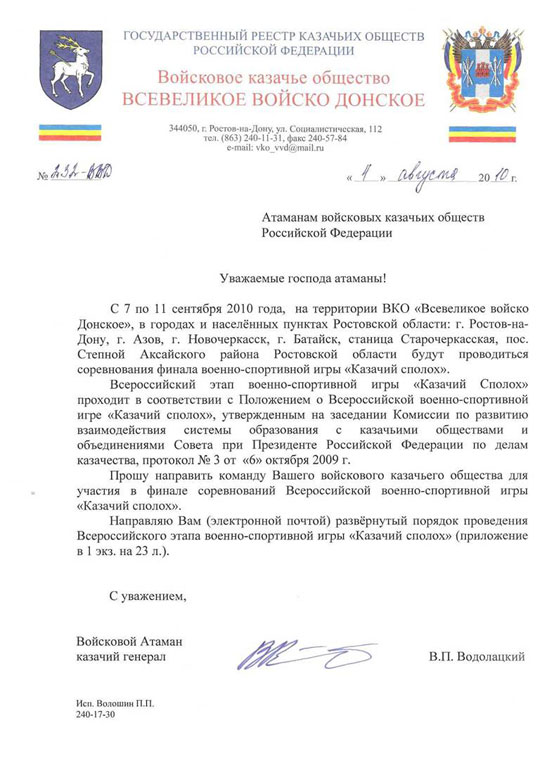 ГОСУДАРСТВЕННЫЙ РЕЕСТР КАЗАЧЬИХ ОБЩЕСТВ
РОССИЙСКОЙ ФЕДЕРАЦИИ
Войсковое казачье общество
ВСЕВЕЛИКОЕ ВОЙСКО ДОНСКОЕ
344050, г. Ростов-на-Дону, ул. Социалистическая, 112
тел. (863) 240-11-31, факс 240-57-84
e-mail: vko_vvd@mail.ru
№ 232-ВВД « 9 » августа 2010 г.
Атаманам войсковых казачьих обществ
Российской Федерации
Уважаемые господа атаманы!
С 7 по 11 сентября 2010 года, на территории ВКО «Всевеликое войско
Донское», в городах и населённых пунктах Ростовской области: г. Ростов-на-
Дону, г. Азов, г. Новочеркасск, г. Батайск, станица Старочеркасская, пос.
Степной Аксайского района Ростовской области будут проводиться
соревнования финала военно-спортивной игры «Казачий сполох».
Всероссийский этап военно-спортивной игры «Казачий Сполох»
проходит в соответствии с Положением о Всероссийской военно-спортивной
игре «Казачий сполох», утвержденным на заседании Комиссии по развитию
взаимодействия системы образования с казачьими обществами и
объединениями Совета при Президенте Российской Федерации по делам
казачества, протокол № 3 от «6» октября 2009 г.
Прошу направить команду Вашего войскового казачьего общества для
участия в финале соревнований Всероссийской военно-спортивной игры
«Казачий сполох».
Направляю Вам (электронной почтой) развёрнутый порядок проведения
Всероссийского этапа военно-спортивной игры «Казачий сполох» (приложение
в 1 экз. на 23 л.).
С уважением,
Войсковой Атаман
казачий генерал В.П. Водолацкий
Исп. Волошин П.П.
240-17-30